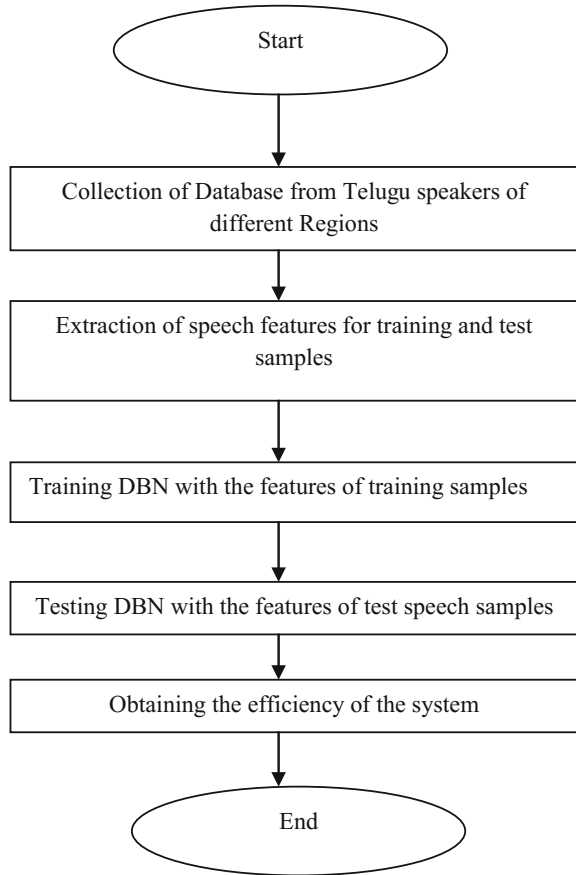 Start
Collection of Database from Telugu speakers of
different Regions
Extraction of speech features for training and test
samples
Training DBN with the features of training samples
Testing DBN with the features of test speech samples
Obtaining the efficiency of the system
End